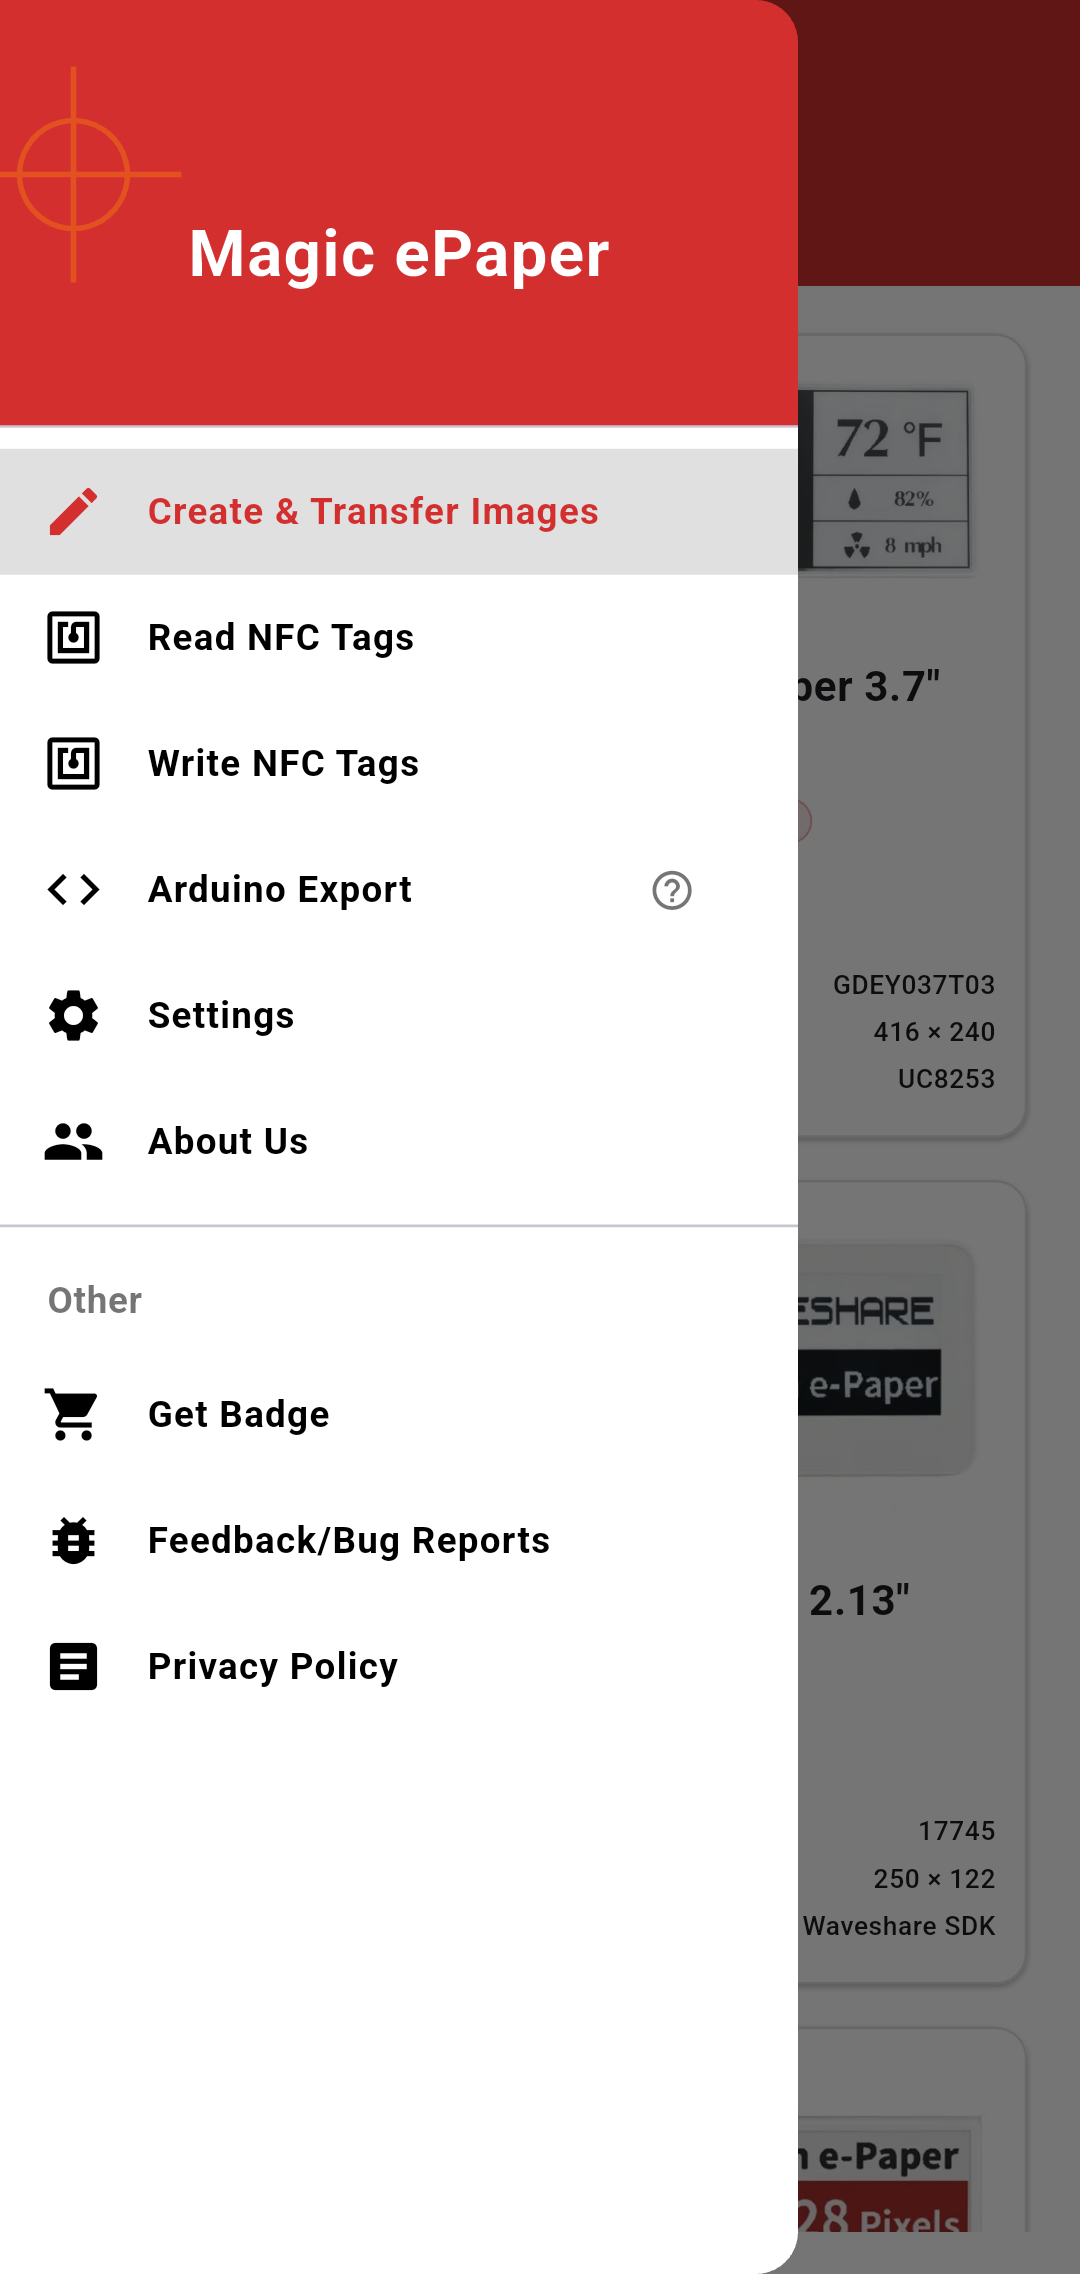 Magic ePaper
Create & Transfer Images
Read NFC Tags
Write NFC Tags
Arduino Export
Settings
About Us
Other
Get Badge
Feedback/Bug Reports
Privacy Policy
72 °F
82%
8 mph
per 3.7"
GDEY037T03
416 × 240
UC8253
ESHARE
e-Paper
2.13"
17745
250 × 122
Waveshare SDK
e-Paper
28 Pixels